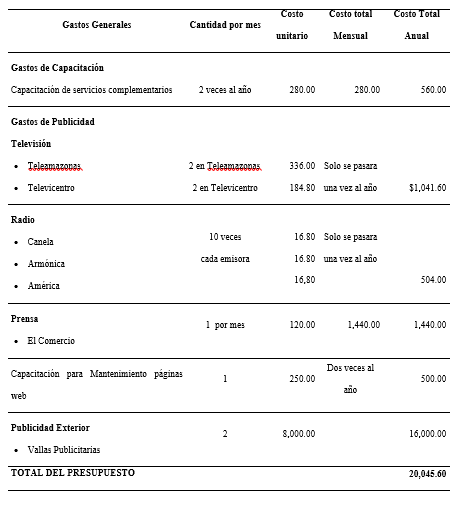 Gastos Generales Cantidad por mes Costo unitario Costo total Mensual Costo Total Anual
Gastos de Capacitación
Capacitación de servicios complementarios 2 veces al año 280.00 280.00 560.00
Gastos de Publicidad
Televisión
• Teleamazonas 2 en Teleamazonas 336.00 Solo se pasara
• Televicentro 2 en Televicentro 184.80 una vez al año $1,041.60
Radio
• Canela 10 veces 16.80 Solo se pasara
• Armónica cada emisora 16.80 una vez al año
• América 16,80 504.00
Prensa
1 por mes 120.00 1,440.00 1,440.00
• El Comercio
Capacitación para Mantenimiento páginas web 1 250.00 Dos veces al año 500.00
Publicidad Exterior
2 8,000.00 16,000.00
• Vallas Publicitarias
TOTAL DEL PRESUPUESTO 20,045.60